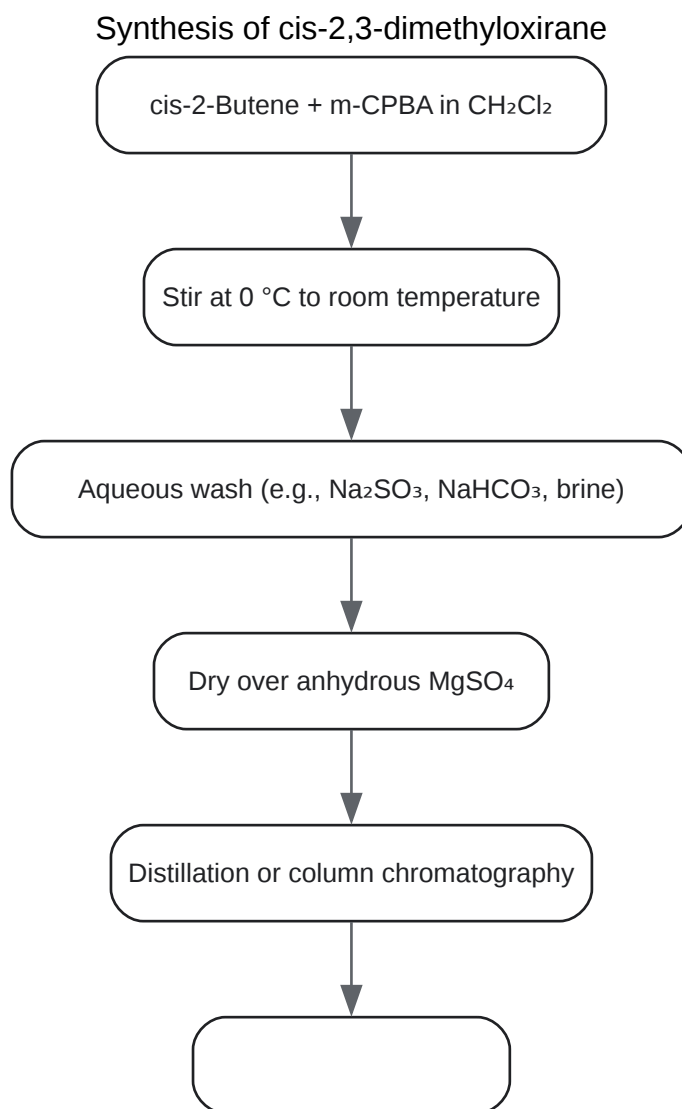 Synthesis of cis-2,3-dimethyloxirane
cis-2-Butene + m-CPBA in CH₂Cl₂
Stir at 0 °C to room temperature
Aqueous wash (e.g., Na₂SO₃, NaHCO₃, brine)
Dry over anhydrous MgSO₄
Distillation or column chromatography